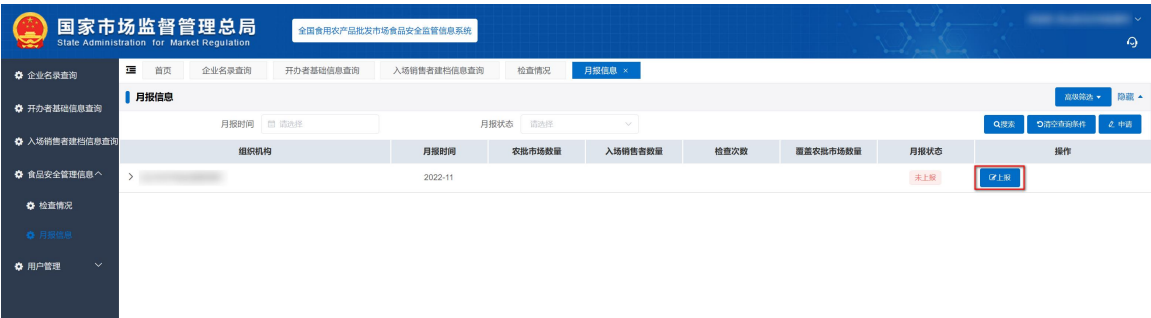 国家市场监督管理总局
State Administration for Market Regulation
全国食用农产品批发市场食品安全监管信息系统
企业名录查询
开办者基础信息查询
入场销售者建档信息查询
食品安全管理信息
检查情况
月报信息
用户管理
首页 企业名录查询 开办者基础信息查询 入场销售者建档信息查询 检查情况 月报信息 ×
月报信息 高级筛选 隐藏
月报时间 请选择 月报状态 请选择 搜索 清空查询条件 申请
组织机构 月报时间 农批市场数量 入场销售者数量 检查次数 覆盖农批市场数量 月报状态 操作
2022-11 未上报 上报